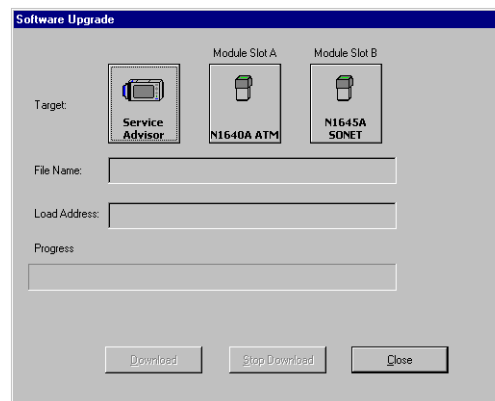 Software Upgrade
Module Slot A
Module Slot B
Target:
Service
Advisor
N1640A ATM
N1645A
SONET
File Name:
Load Address:
Progress
Download
Stop Download
Close